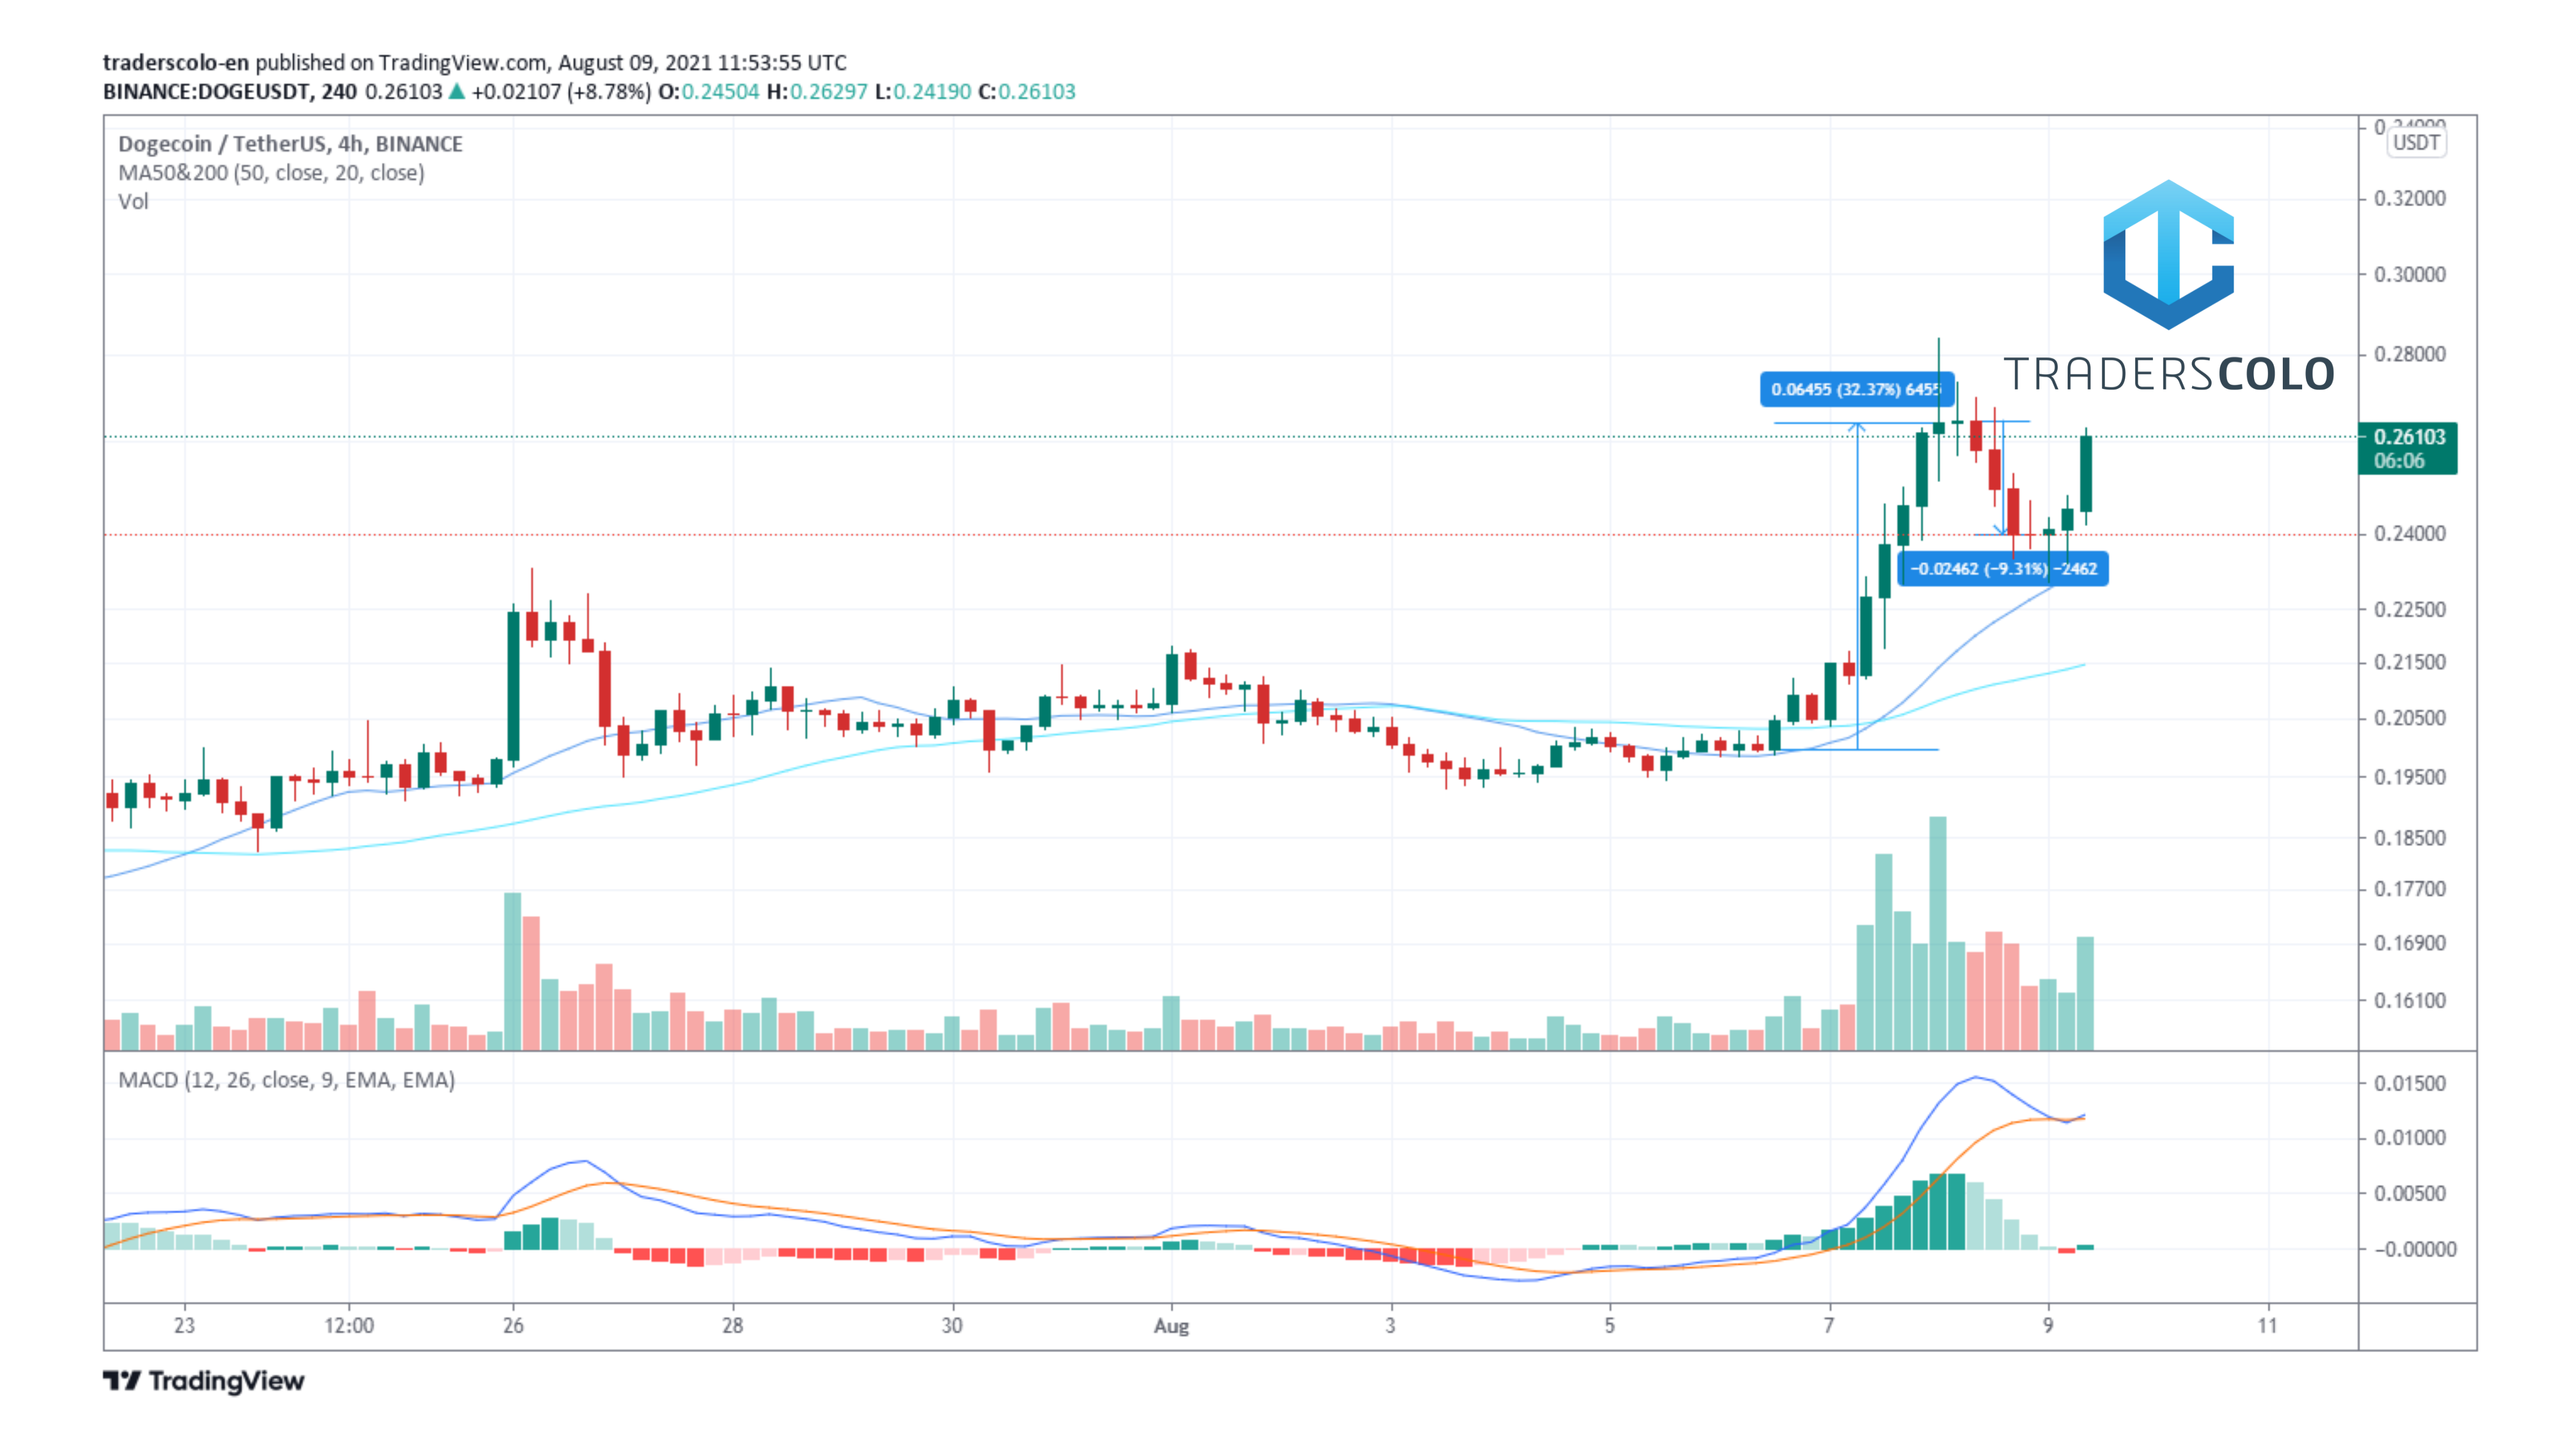 traderscolo-en published on TradingView.com, August 09, 2021 11:53:55 UTC
BINANCE:DOGEUSDT, 240 0.26103 ▲ +0.02107 (+8.78%) O:0.24504 H:0.26297 L:0.24190 C:0.26103
Dogecoin / TetherUS, 4h, BINANCE
MA50&200 (50, close, 20, close)
Vol
0.34000
USDT
0.32000
0.30000
0.28000
TRADERSCOLO
0.06455 (32.37%) 6455
0.26103
06:06
0.24000
−0.02462 (−9.31%) −2462
0.22500
0.21500
0.20500
0.19500
0.18500
0.17700
0.16900
0.16100
MACD (12, 26, close, 9, EMA, EMA)
0.01500
0.01000
0.00500
−0.00000
23 12:00 26 28 30 Aug 3 5 7 9 11
TradingView